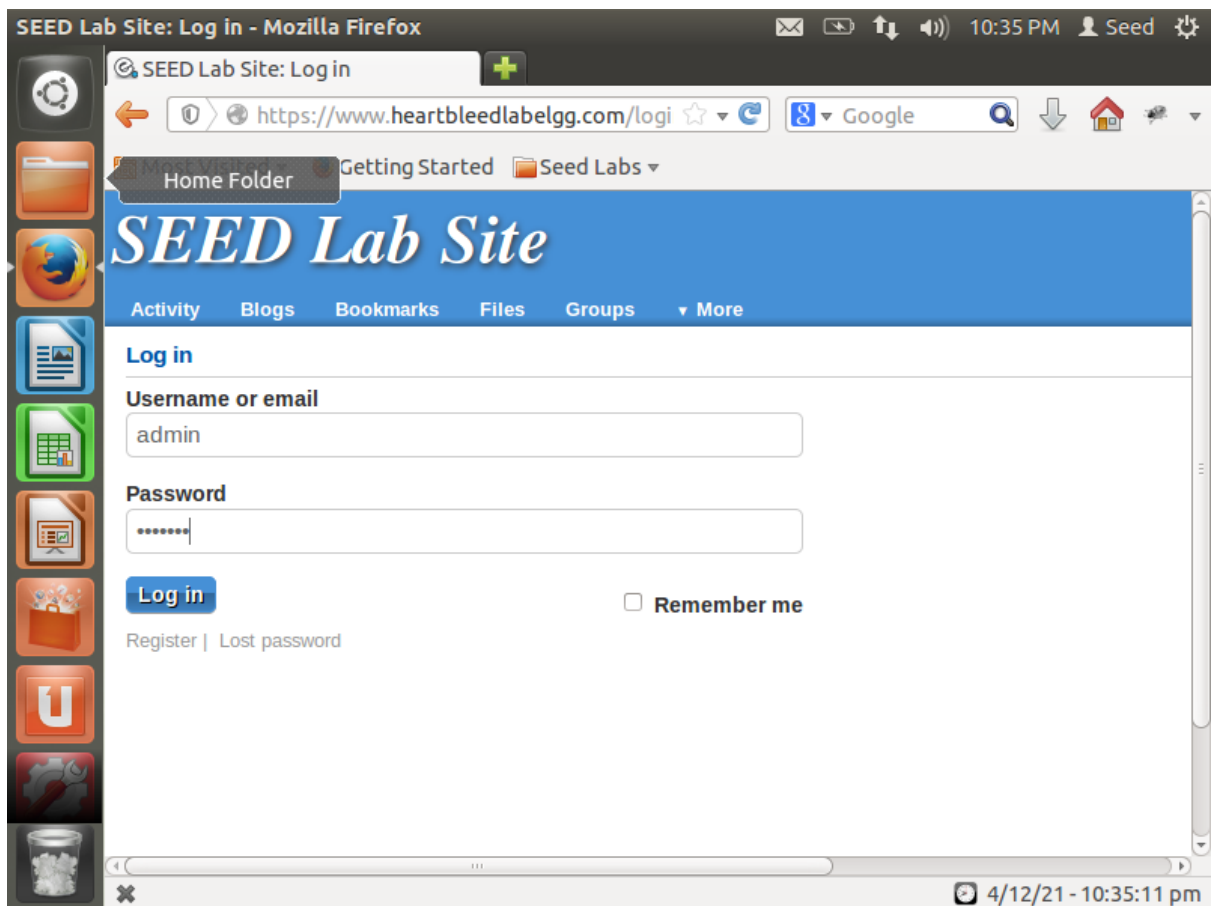 SEED Lab Site: Log in - Mozilla Firefox 10:35 PM Seed
SEED Lab Site: Log in
https://www.heartbleedlabelgg.com/logi 8 Google
Most Visited Getting Started Seed Labs
Home Folder
SEED Lab Site
Activity Blogs Bookmarks Files Groups ▾ More
Log in
Username or email
admin
Password
•••••••
Log in Remember me
Register | Lost password
4/12/21 - 10:35:11 pm